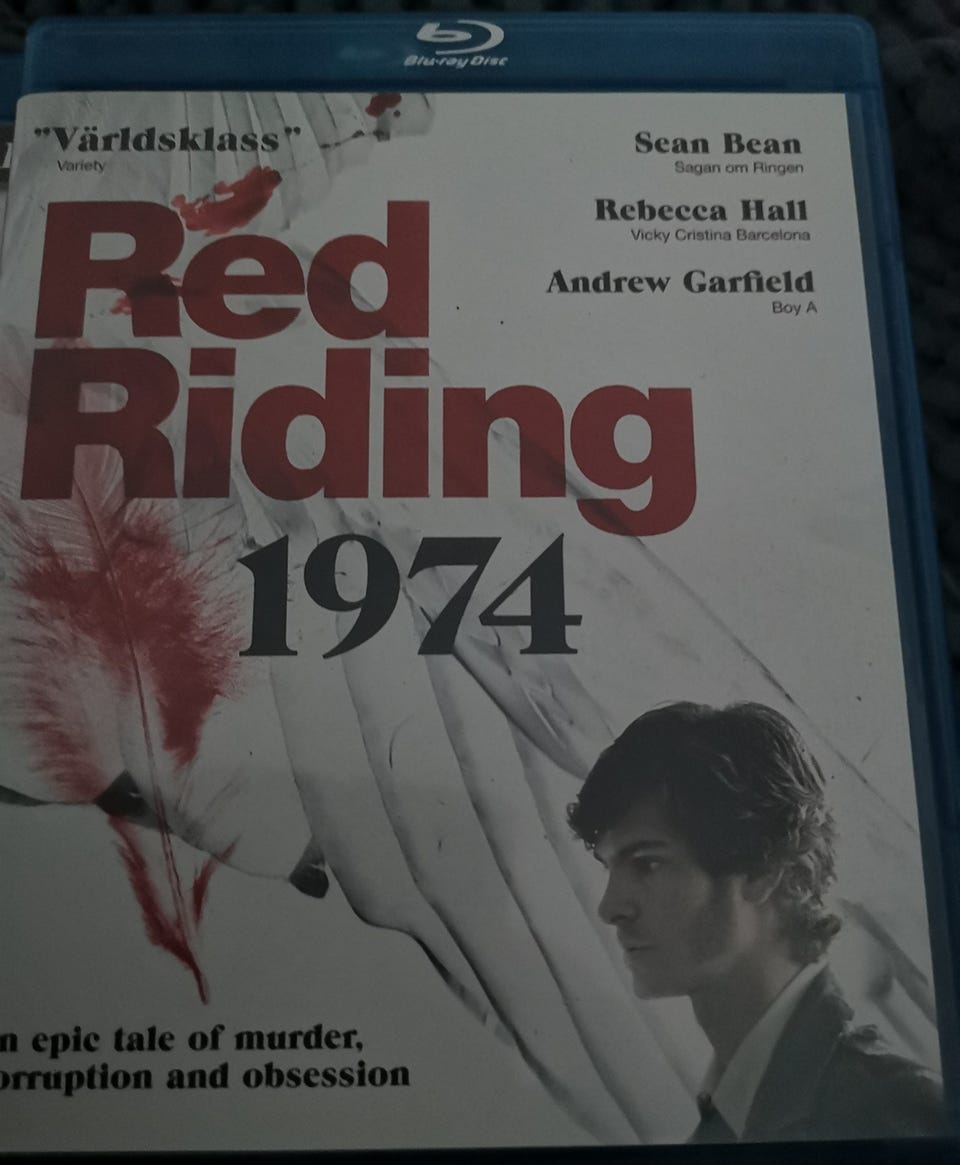 Blu-ray Disc
"Världsklass"
Variety
Sean Bean
Sagan om Ringen
Rebecca Hall
Vicky Cristina Barcelona
Andrew Garfield
Boy A
Red
Riding
1974
n epic tale of murder,
orruption and obsession